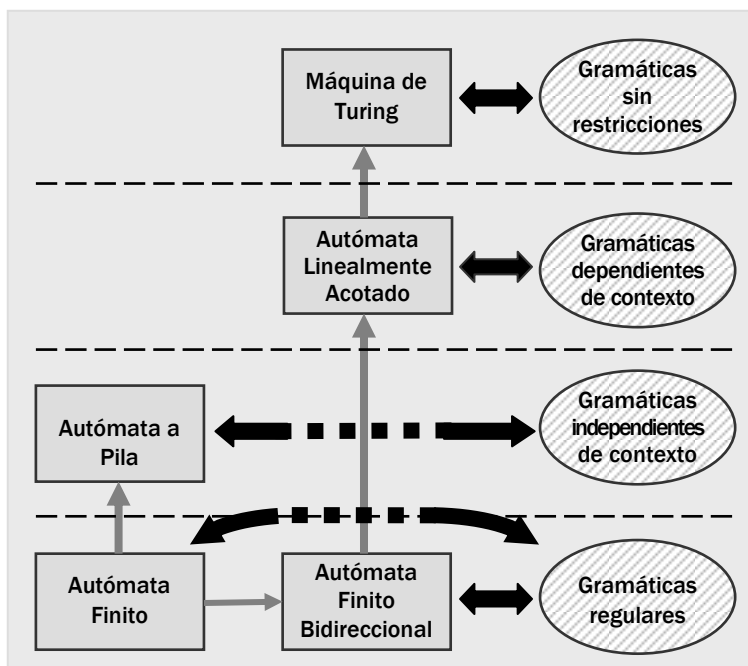 Máquina de
Turing
Gramáticas
sin
restricciones
Autómata
Linealmente
Acotado
Gramáticas
dependientes
de contexto
Autómata a
Pila
Gramáticas
independientes
de contexto
Autómata
Finito
Autómata
Finito
Bidireccional
Gramáticas
regulares